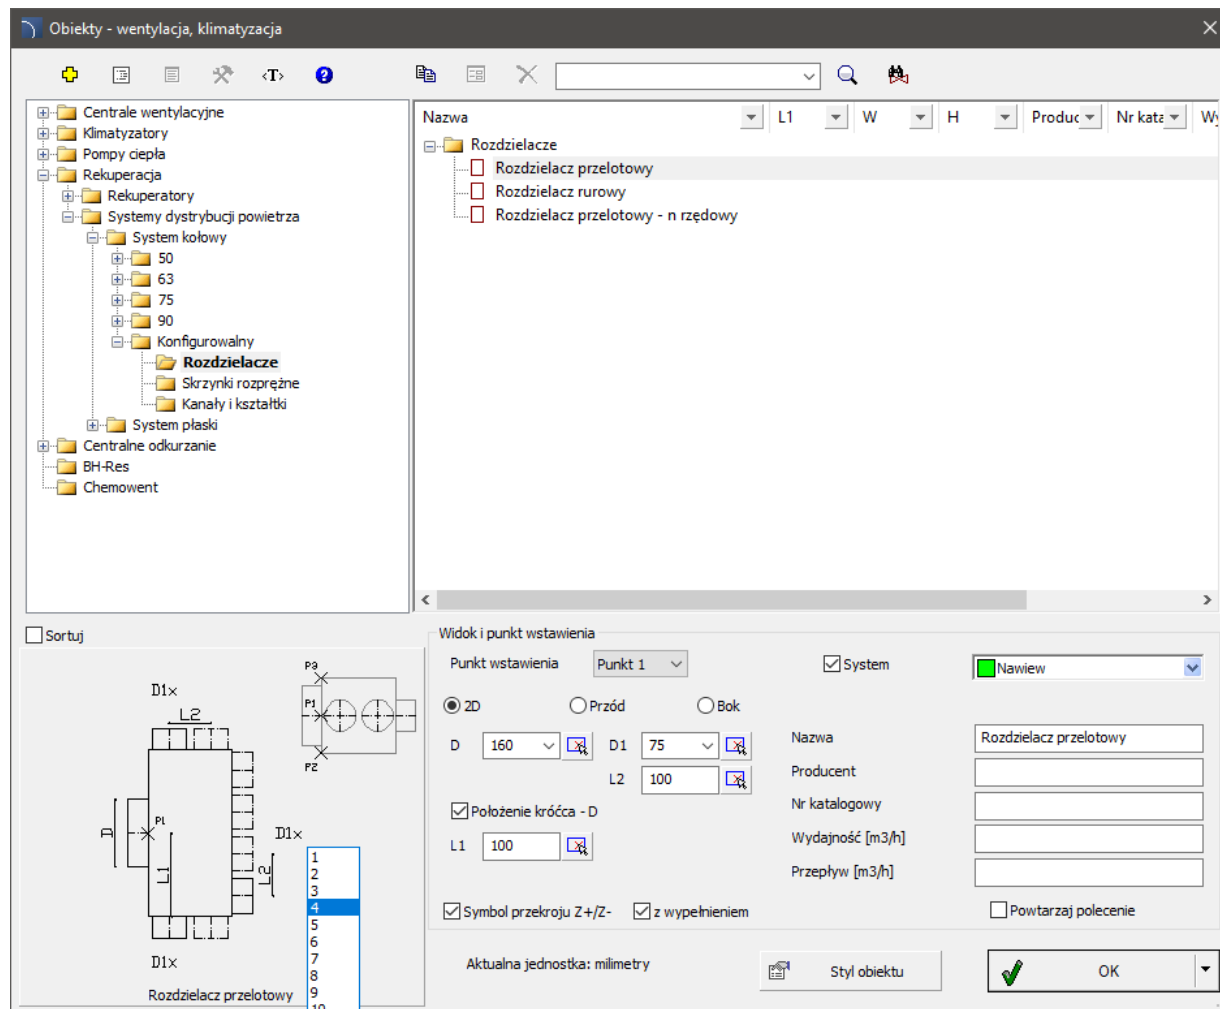 Obiekty - wentylacja, klimatyzacja
<T>
Centrale wentylacyjne
Klimatyzatory
Pompy ciepła
Rekuperacja
Rekuperatory
Systemy dystrybucji powietrza
System kołowy
50
63
75
90
Konfigurowalny
Rozdzielacze
Skrzynki rozprężne
Kanały i kształtki
System płaski
Centralne odkurzanie
BH-Res
Chemowent
Nazwa L1 W H Produc Nr kata Wy
Rozdzielacze
Rozdzielacz przelotowy
Rozdzielacz rurowy
Rozdzielacz przelotowy - n rzędowy
Sortuj
D1×
L2
P3
P1
P2
D
P1
L1
D1×
L2
1
2
3
4
5
6
7
8
9
10
D1×
Rozdzielacz przelotowy
Widok i punkt wstawienia
Punkt wstawienia Punkt 1
System Nawiew
2D Przód Bok
D 160 D1 75
L2 100
Położenie króćca - D
L1 100
Nazwa Rozdzielacz przelotowy
Producent
Nr katalogowy
Wydajność [m3/h]
Przepływ [m3/h]
Symbol przekroju Z+/Z- z wypełnieniem
Powtarzaj polecenie
Aktualna jednostka: milimetry
Styl obiektu
OK